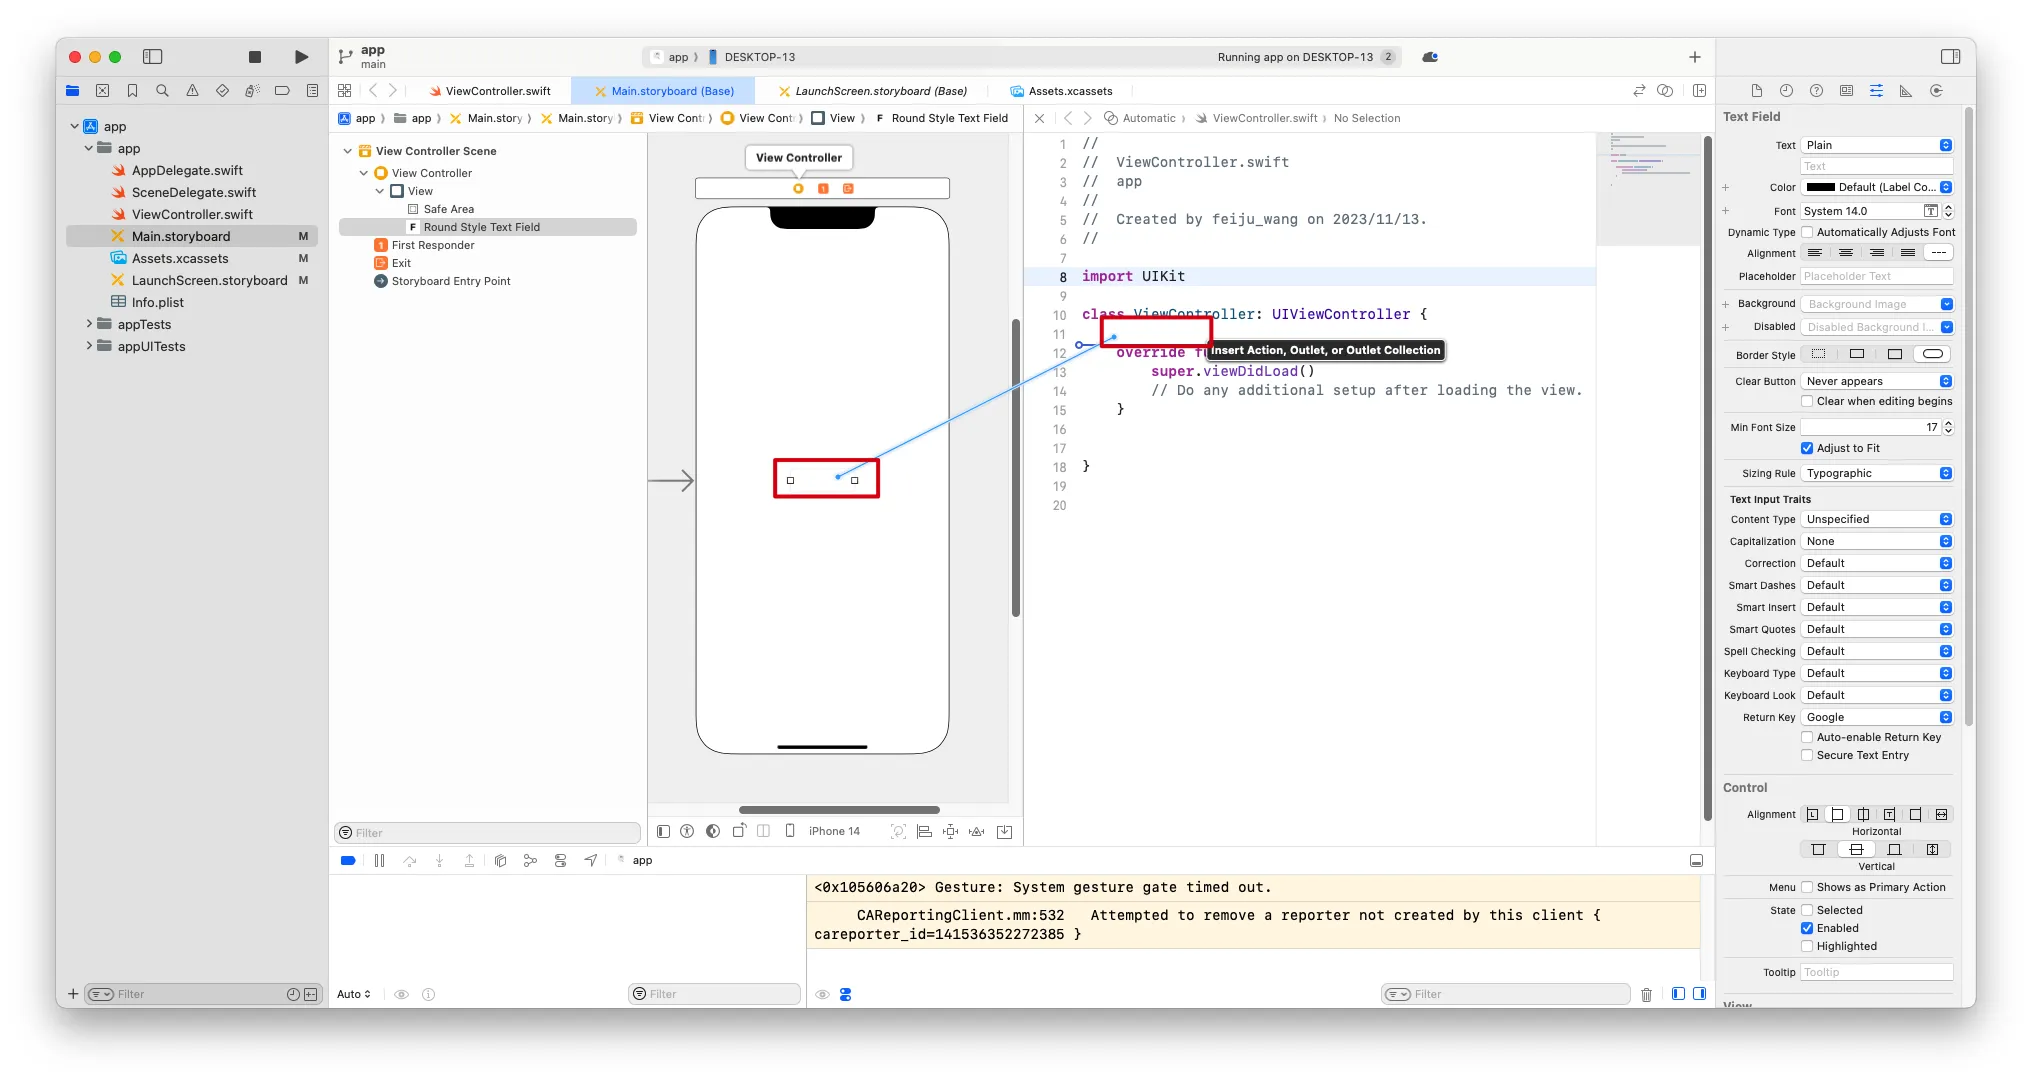 app
main
app
DESKTOP-13
Running app on DESKTOP-13 2
ViewController.swift
Main.storyboard (Base)
LaunchScreen.storyboard (Base)
Assets.xcassets
app
app
Main.story
Main.story
View Cont
View Cont
View
F Round Style Text Field
Automatic
ViewController.swift
No Selection
app
app
AppDelegate.swift
SceneDelegate.swift
ViewController.swift
Main.storyboard M
Assets.xcassets M
LaunchScreen.storyboard M
Info.plist
appTests
appUITests
Filter
View Controller Scene
View Controller
View
Safe Area
F Round Style Text Field
1 First Responder
Exit
Storyboard Entry Point
Filter
View Controller
1
iPhone 14
1 //
2 // ViewController.swift
3 // app
4 //
5 // Created by feiju_wang on 2023/11/13.
6 //
7
8 import UIKit
9
10 class ViewController: UIViewController {
11
12 override f
Insert Action, Outlet, or Outlet Collection
13 super.viewDidLoad()
14 // Do any additional setup after loading the view.
15 }
16
17
18 }
19
20
app
<0x105606a20> Gesture: System gesture gate timed out.
CAReportingClient.mm:532 Attempted to remove a reporter not created by this client {
careporter_id=141536352272385 }
Auto
Filter
Filter
Text Field
Text Plain
Text
Color Default (Label Co...
Font System 14.0
Dynamic Type Automatically Adjusts Font
Alignment
Placeholder Placeholder Text
Background Background Image
Disabled Disabled Background I...
Border Style
Clear Button Never appears
Clear when editing begins
Min Font Size 17
Adjust to Fit
Sizing Rule Typographic
Text Input Traits
Content Type Unspecified
Capitalization None
Correction Default
Smart Dashes Default
Smart Insert Default
Smart Quotes Default
Spell Checking Default
Keyboard Type Default
Keyboard Look Default
Return Key Google
Auto-enable Return Key
Secure Text Entry
Control
Alignment
Horizontal
Vertical
Menu Shows as Primary Action
State Selected
Enabled
Highlighted
Tooltip Tooltip
View